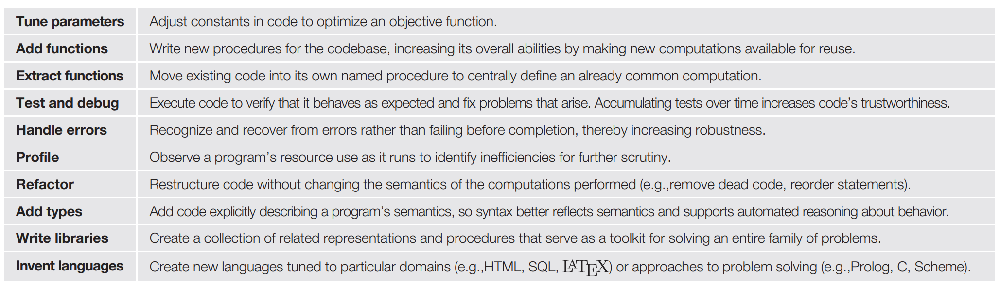 Tune parameters Adjust constants in code to optimize an objective function.
Add functions Write new procedures for the codebase, increasing its overall abilities by making new computations available for reuse.
Extract functions Move existing code into its own named procedure to centrally define an already common computation.
Test and debug Execute code to verify that it behaves as expected and fix problems that arise. Accumulating tests over time increases code’s trustworthiness.
Handle errors Recognize and recover from errors rather than failing before completion, thereby increasing robustness.
Profile Observe a program’s resource use as it runs to identify inefficiencies for further scrutiny.
Refactor Restructure code without changing the semantics of the computations performed (e.g.,remove dead code, reorder statements).
Add types Add code explicitly describing a program’s semantics, so syntax better reflects semantics and supports automated reasoning about behavior.
Write libraries Create a collection of related representations and procedures that serve as a toolkit for solving an entire family of problems.
Invent languages Create new languages tuned to particular domains (e.g.,HTML, SQL, LATEX) or approaches to problem solving (e.g.,Prolog, C, Scheme).